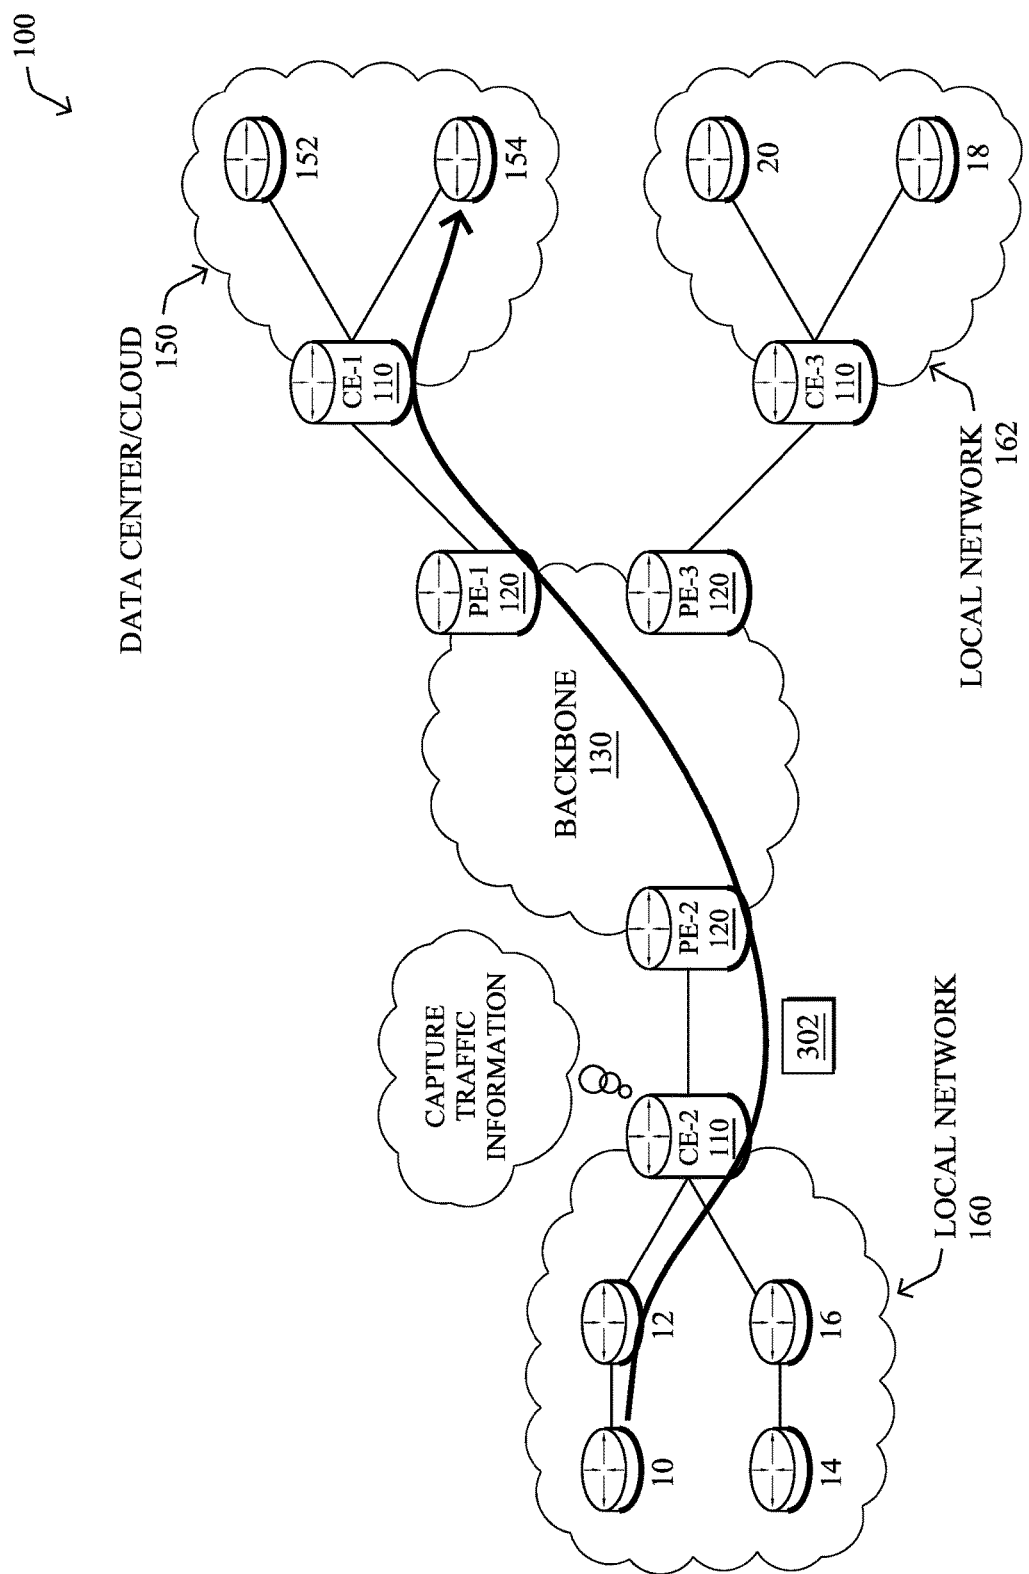 100
DATA CENTER/CLOUD
150
152
154
CE-1
110
PE-1
120
BACKBONE
130
PE-3
120
CE-3
110
20
18
LOCAL NETWORK
162
PE-2
120
CAPTURE
TRAFFIC
INFORMATION
302
CE-2
110
12
10
16
14
LOCAL NETWORK
160